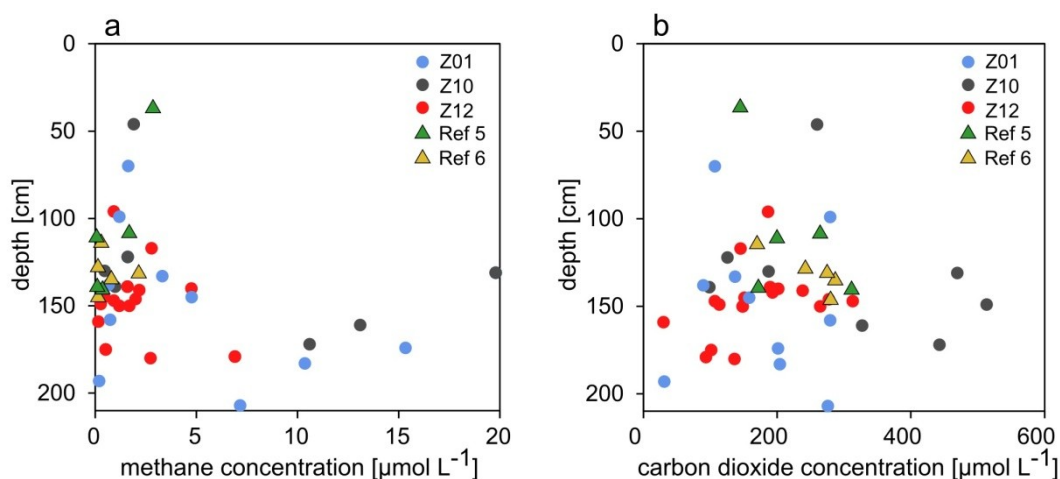 a
0
50
100
150
200
depth [cm]
Z01
Z10
Z12
Ref 5
Ref 6
0 5 10 15 20
methane concentration [µmol L⁻¹]
b
0
50
100
150
200
depth [cm]
Z01
Z10
Z12
Ref 5
Ref 6
0 200 400 600
carbon dioxide concentration [µmol L⁻¹]